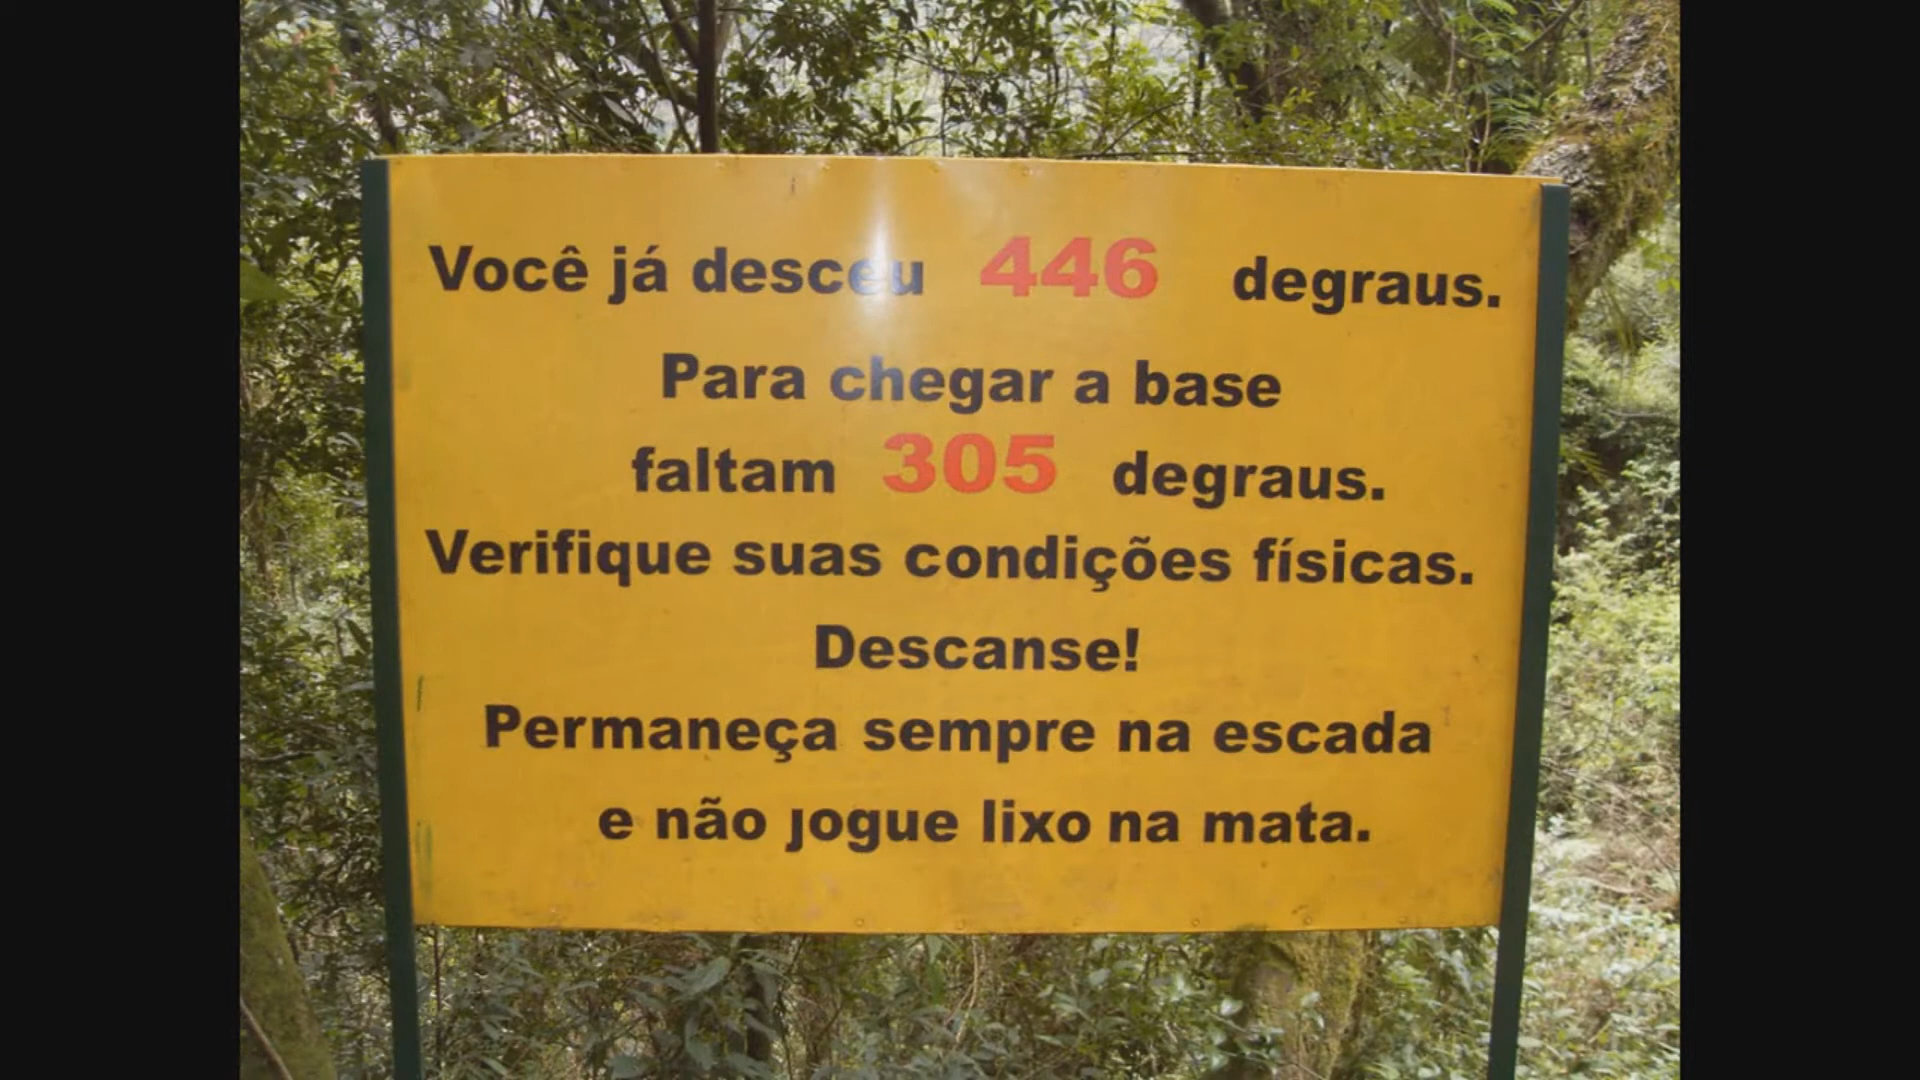 Você já desceu 446 degraus.
Para chegar a base
faltam 305 degraus.
Verifique suas condições físicas.
Descanse!
Permaneça sempre na escada
e não jogue lixo na mata.